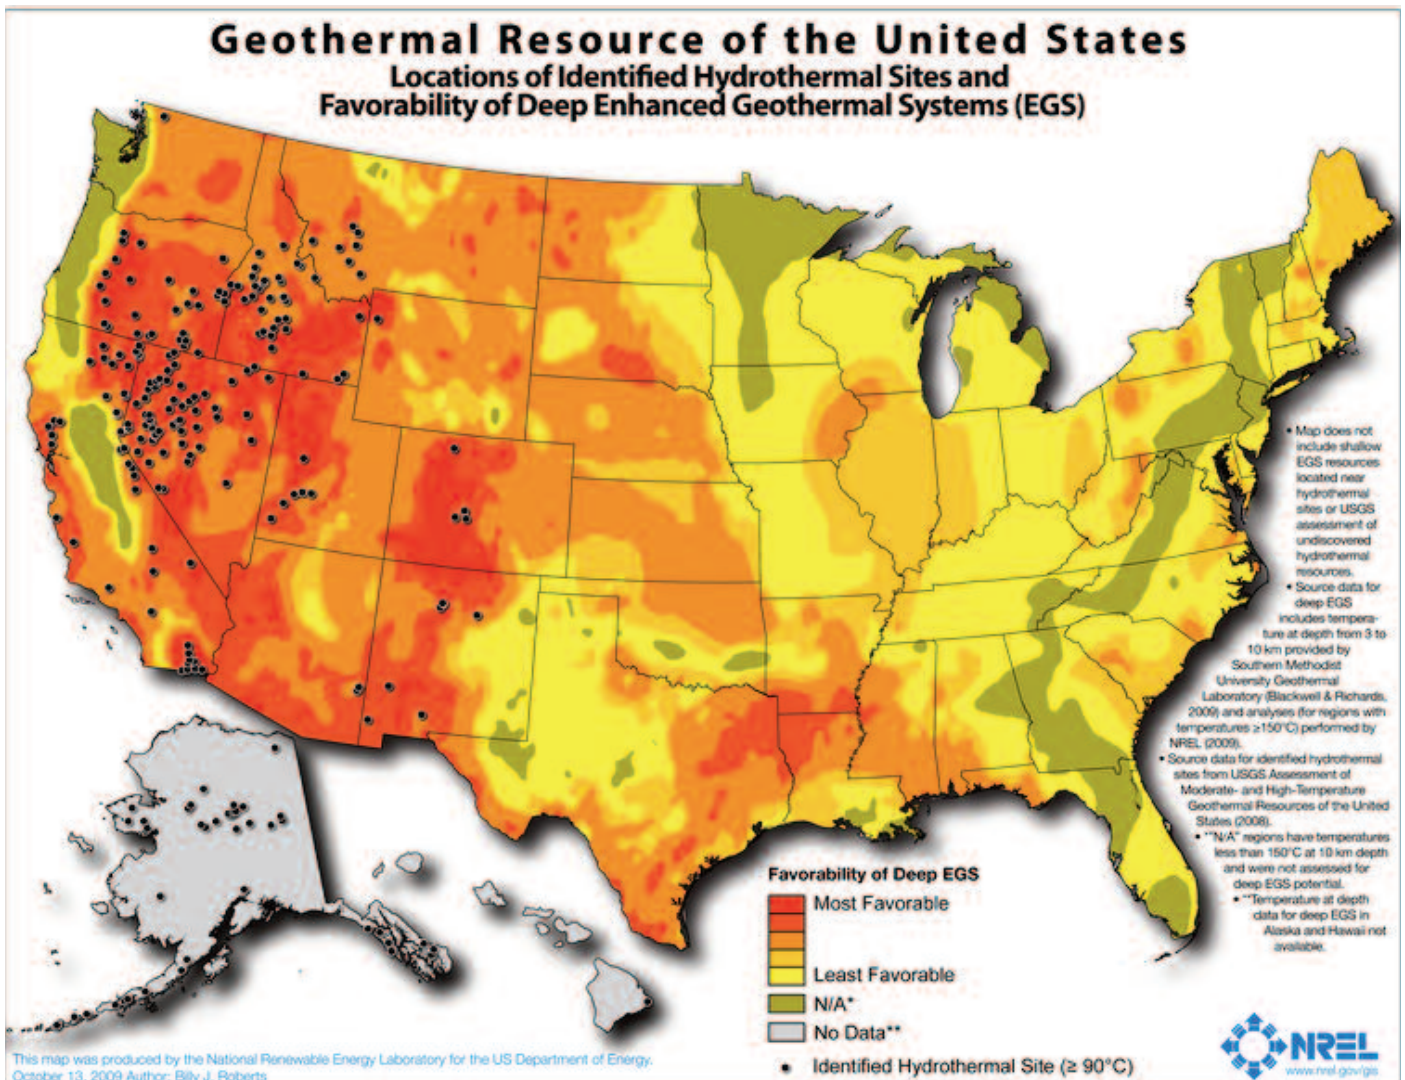 Geothermal Resource of the United States
Locations of Identified Hydrothermal Sites and
Favorability of Deep Enhanced Geothermal Systems (EGS)
• Map does not
include shallow
EGS resources
located near
hydrothermal
sites or USGS
assessment of
undiscovered
hydrothermal
resources.
• Source data for
deep EGS
includes tempera-
ture at depth from 3 to
10 km provided by
Southern Methodist
University Geothermal
Laboratory (Blackwell & Richards,
2009) and analyses (for regions with
temperatures ≥150°C) performed by
NREL (2009).
• Source data for identified hydrothermal
sites from USGS Assessment of
Moderate- and High-Temperature
Geothermal Resources of the United
States (2008).
• *"N/A" regions have temperatures
less than 150°C at 10 km depth
and were not assessed for
deep EGS potential.
• **Temperature at depth
data for deep EGS in
Alaska and Hawaii not
available.
Favorability of Deep EGS
Most Favorable
Least Favorable
N/A*
No Data**
Identified Hydrothermal Site (≥ 90°C)
This map was produced by the National Renewable Energy Laboratory for the US Department of Energy.
October 13, 2009 Author: Billy J. Roberts
NREL
www.nrel.gov/gis